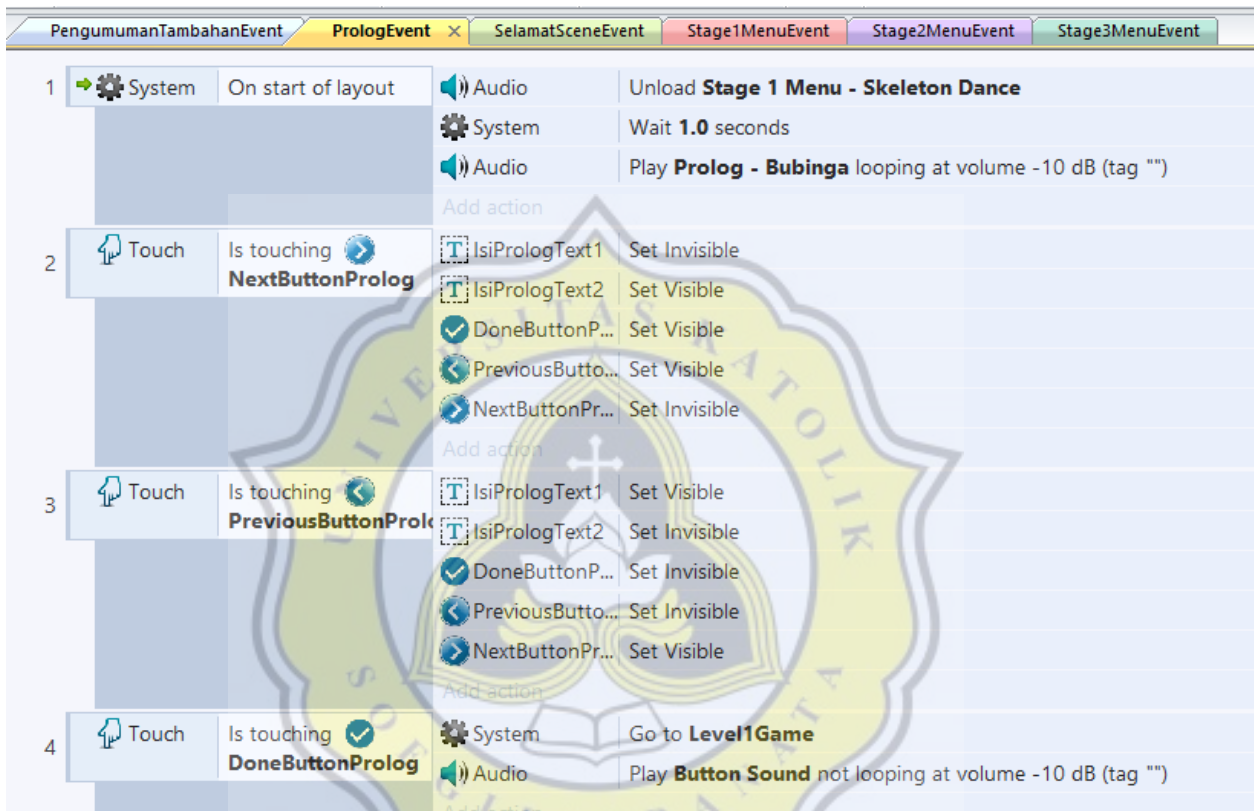 PengumumanTambahanEvent PrologEvent × SelamatSceneEvent Stage1MenuEvent Stage2MenuEvent Stage3MenuEvent
1 System On start of layout Audio Unload Stage 1 Menu - Skeleton Dance
System Wait 1.0 seconds
Audio Play Prolog - Bubinga looping at volume -10 dB (tag "")
Add action
2 Touch Is touching NextButtonProlog
T IsiPrologText1 Set Invisible
T IsiPrologText2 Set Visible
DoneButtonP... Set Visible
PreviousButto... Set Visible
NextButtonPr... Set Invisible
Add action
3 Touch Is touching PreviousButtonProlo
T IsiPrologText1 Set Visible
T IsiPrologText2 Set Invisible
DoneButtonP... Set Invisible
PreviousButto... Set Invisible
NextButtonPr... Set Visible
Add action
4 Touch Is touching DoneButtonProlog
System Go to Level1Game
Audio Play Button Sound not looping at volume -10 dB (tag "")
Add action
UNIVERSITAS KATOLIK